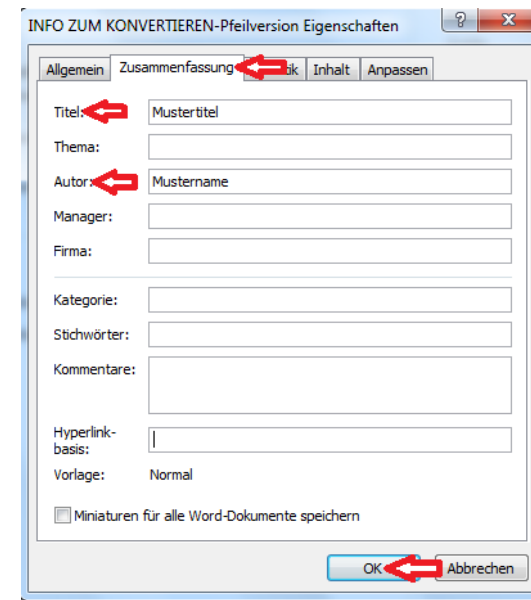 INFO ZUM KONVERTIEREN-Pfeilversion Eigenschaften
Allgemein Zusammenfassung Inhalt Anpassen
Titel: Mustertitel
Thema:
Autor: Mustername
Manager:
Firma:
Kategorie:
Stichwörter:
Kommentare:
Hyperlink-
basis:
Vorlage: Normal
Miniaturen für alle Word-Dokumente speichern
OK Abbrechen